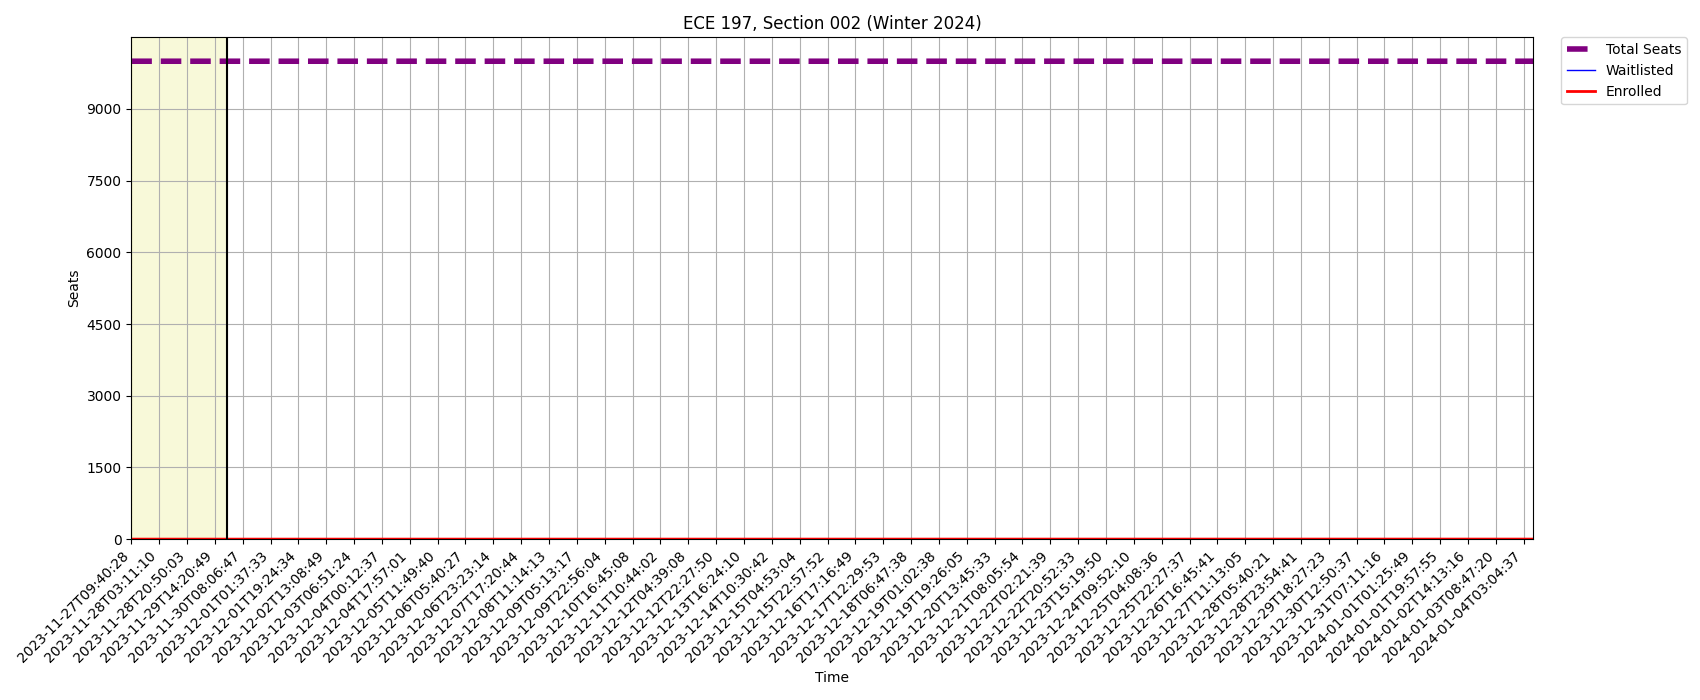 ECE 197, Section 002 (Winter 2024)
Total Seats
Waitlisted
Enrolled
9000
7500
6000
4500
3000
1500
0
Seats
2023-11-27T09:40:28
2023-11-28T03:11:10
2023-11-28T20:50:03
2023-11-29T14:20:49
2023-11-30T08:06:47
2023-12-01T01:37:33
2023-12-01T19:24:34
2023-12-02T13:08:49
2023-12-03T06:51:24
2023-12-04T00:12:37
2023-12-04T17:57:01
2023-12-05T11:49:40
2023-12-06T05:40:27
2023-12-06T23:23:14
2023-12-07T17:20:44
2023-12-08T11:14:13
2023-12-09T05:13:17
2023-12-09T22:56:04
2023-12-10T16:45:08
2023-12-11T10:44:02
2023-12-12T04:39:08
2023-12-12T22:27:50
2023-12-13T16:24:10
2023-12-14T10:30:42
2023-12-15T04:53:04
2023-12-15T22:57:52
2023-12-16T17:16:49
2023-12-17T12:29:53
2023-12-18T06:47:38
2023-12-19T01:02:38
2023-12-19T19:26:05
2023-12-20T13:45:33
2023-12-21T08:05:54
2023-12-22T02:21:39
2023-12-22T20:52:33
2023-12-23T15:19:50
2023-12-24T09:52:10
2023-12-25T04:08:36
2023-12-25T22:27:37
2023-12-26T16:45:41
2023-12-27T11:13:05
2023-12-28T05:40:21
2023-12-28T23:54:41
2023-12-29T18:27:23
2023-12-30T12:50:37
2023-12-31T07:11:16
2024-01-01T01:25:49
2024-01-01T19:57:55
2024-01-02T14:13:16
2024-01-03T08:47:20
2024-01-04T03:04:37
Time